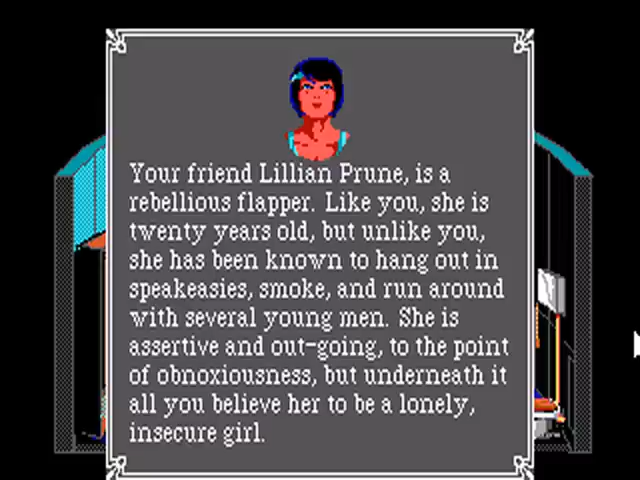 Your friend Lillian Prune, is a
rebellious flapper. Like you, she is
twenty years old, but unlike you,
she has been known to hang out in
speakeasies, smoke, and run around
with several young men. She is
assertive and out-going, to the point
of obnoxiousness, but underneath it
all you believe her to be a lonely,
insecure girl.